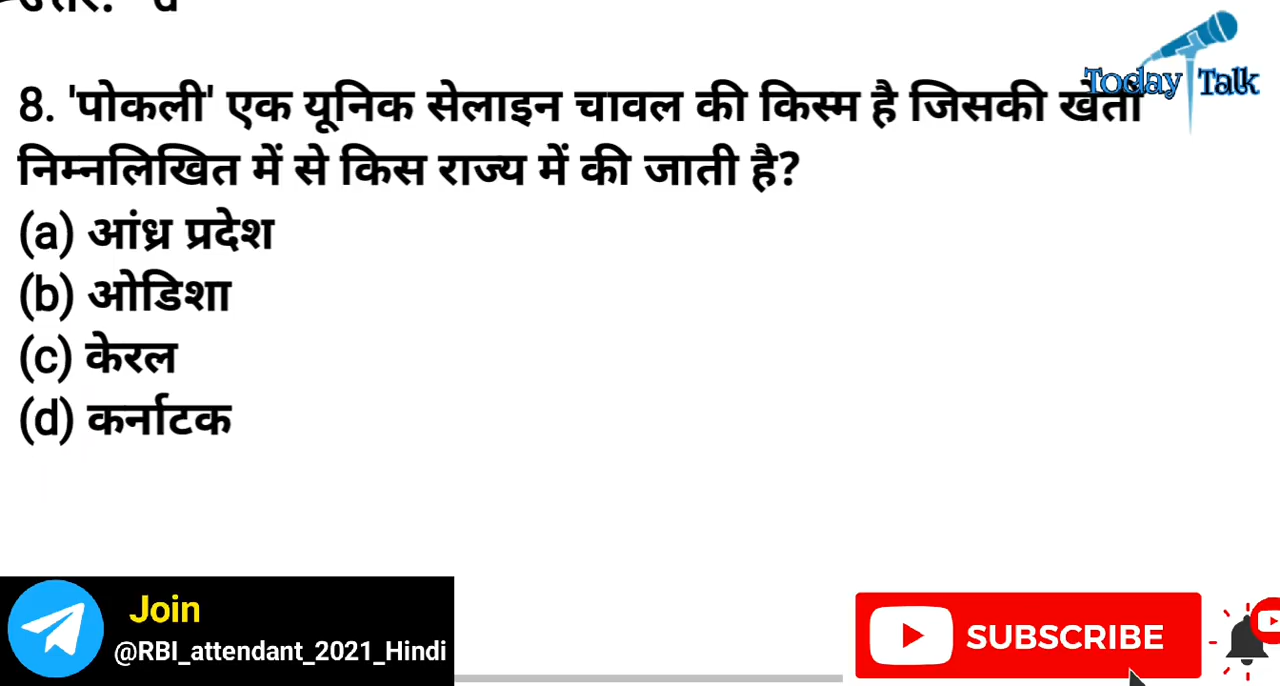 8. 'पोकली' एक यूनिक सेलाइन चावल की किस्म है जिसकी खेती
Today Talk
निम्नलिखित में से किस राज्य में की जाती है?
(a) आंध्र प्रदेश
(b) ओडिशा
(c) केरल
(d) कर्नाटक
Join
@RBI_attendant_2021_Hindi
SUBSCRIBE